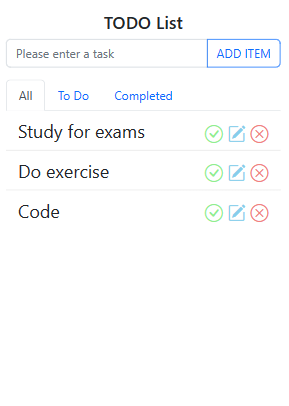 TODO List
Please enter a task ADD ITEM
All To Do Completed
Study for exams
Do exercise
Code